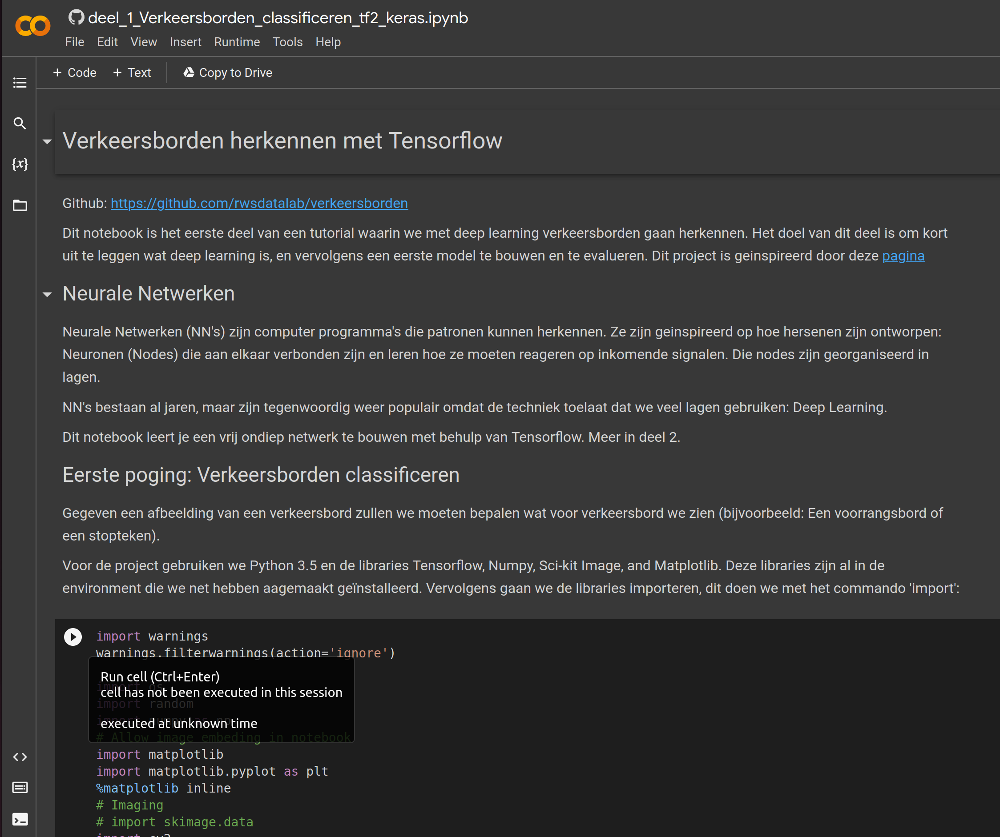 deel_1_Verkeersborden_classificeren_tf2_keras.ipynb
File Edit View Insert Runtime Tools Help
+ Code + Text Copy to Drive
Verkeersborden herkennen met Tensorflow
{x}
Github: https://github.com/rwsdatalab/verkeersborden
Dit notebook is het eerste deel van een tutorial waarin we met deep learning verkeersborden gaan herkennen. Het doel van dit deel is om kort
uit te leggen wat deep learning is, en vervolgens een eerste model te bouwen en te evalueren. Dit project is geinspireerd door deze pagina
Neurale Netwerken
Neurale Netwerken (NN's) zijn computer programma's die patronen kunnen herkennen. Ze zijn geinspireerd op hoe hersenen zijn ontworpen:
Neuronen (Nodes) die aan elkaar verbonden zijn en leren hoe ze moeten reageren op inkomende signalen. Die nodes zijn georganiseerd in
lagen.
NN's bestaan al jaren, maar zijn tegenwoordig weer populair omdat de techniek toelaat dat we veel lagen gebruiken: Deep Learning.
Dit notebook leert je een vrij ondiep netwerk te bouwen met behulp van Tensorflow. Meer in deel 2.
Eerste poging: Verkeersborden classificeren
Gegeven een afbeelding van een verkeersbord zullen we moeten bepalen wat voor verkeersbord we zien (bijvoorbeeld: Een voorrangsbord of
een stopteken).
Voor de project gebruiken we Python 3.5 en de libraries Tensorflow, Numpy, Sci-kit Image, and Matplotlib. Deze libraries zijn al in de
environment die we net hebben aagemaakt geïnstalleerd. Vervolgens gaan we de libraries importeren, dit doen we met het commando 'import':
import warnings
warnings.filterwarnings(action='ignore')
Run cell (Ctrl+Enter)
import os
cell has not been executed in this session
import random
import numpy as np
executed at unknown time
# Allow image embeding in notebook
import matplotlib
import matplotlib.pyplot as plt
%matplotlib inline
# Imaging
# import skimage.data
import cv2